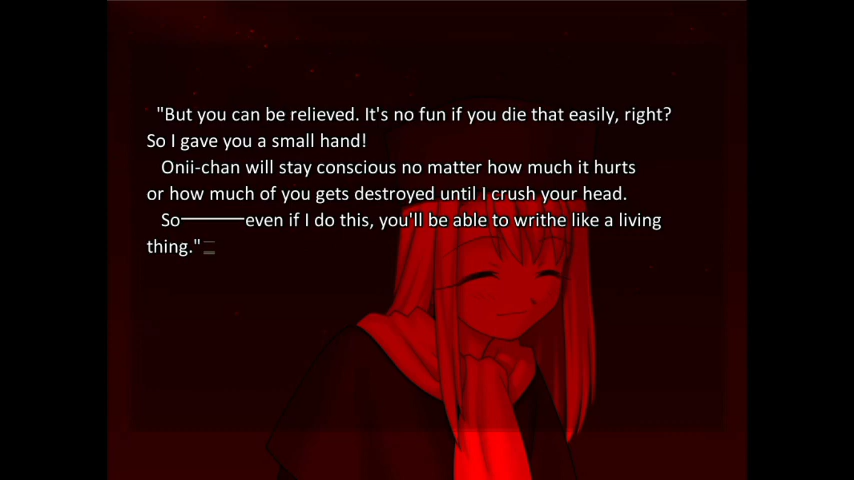 "But you can be relieved. It's no fun if you die that easily, right?
So I gave you a small hand!
Onii-chan will stay conscious no matter how much it hurts
or how much of you gets destroyed until I crush your head.
So————even if I do this, you'll be able to writhe like a living
thing."